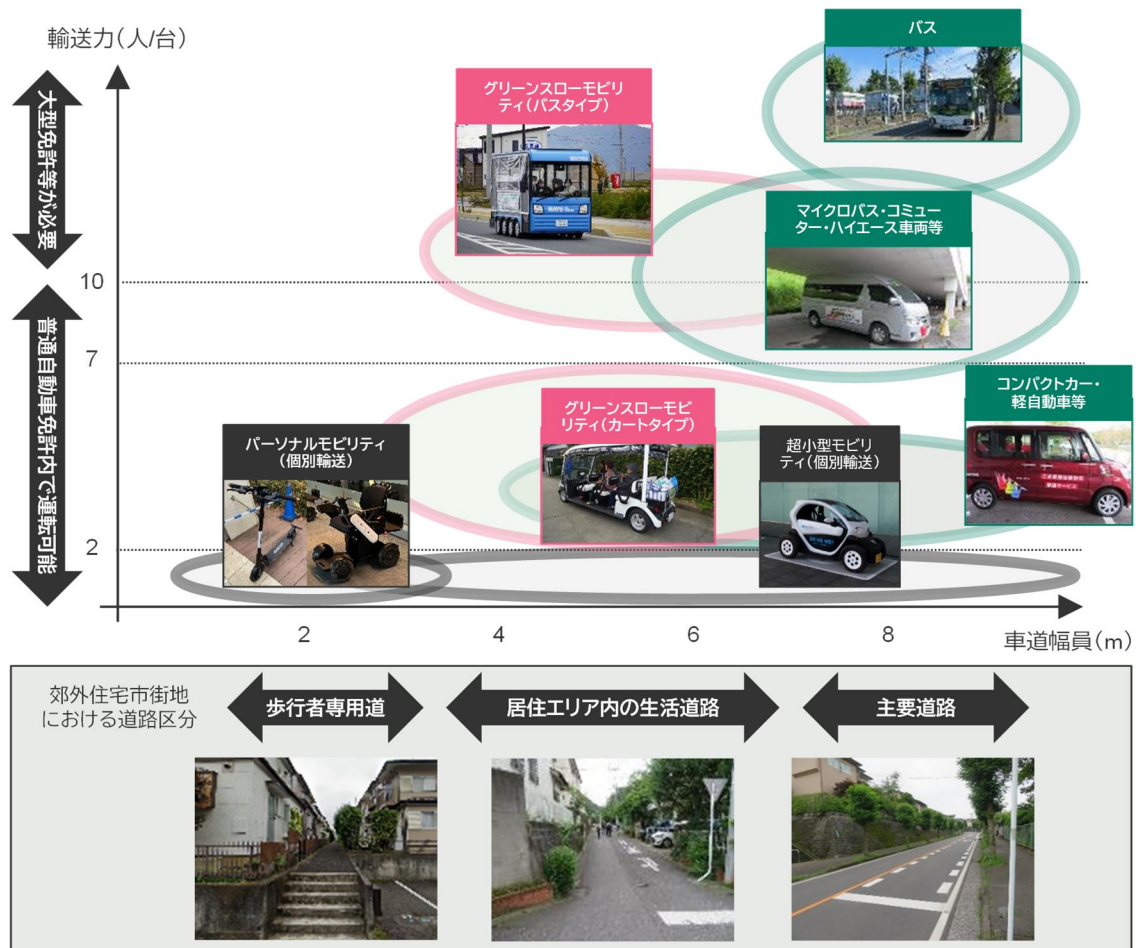 輸送力(人/台)
大型免許等が必要
普通自動車免許内で運転可能
10
7
2
バス
グリーンスローモビリ
ティ(バスタイプ)
マイクロバス・コミュー
ター・ハイエース車両等
コンパクトカー・
軽自動車等
グリーンスローモビ
リティ(カートタイプ)
パーソナルモビリティ
(個別輸送)
超小型モビリ
ティ(個別輸送)
2
4
6
8
車道幅員(m)
郊外住宅市街地
における道路区分
歩行者専用道
居住エリア内の生活道路
主要道路